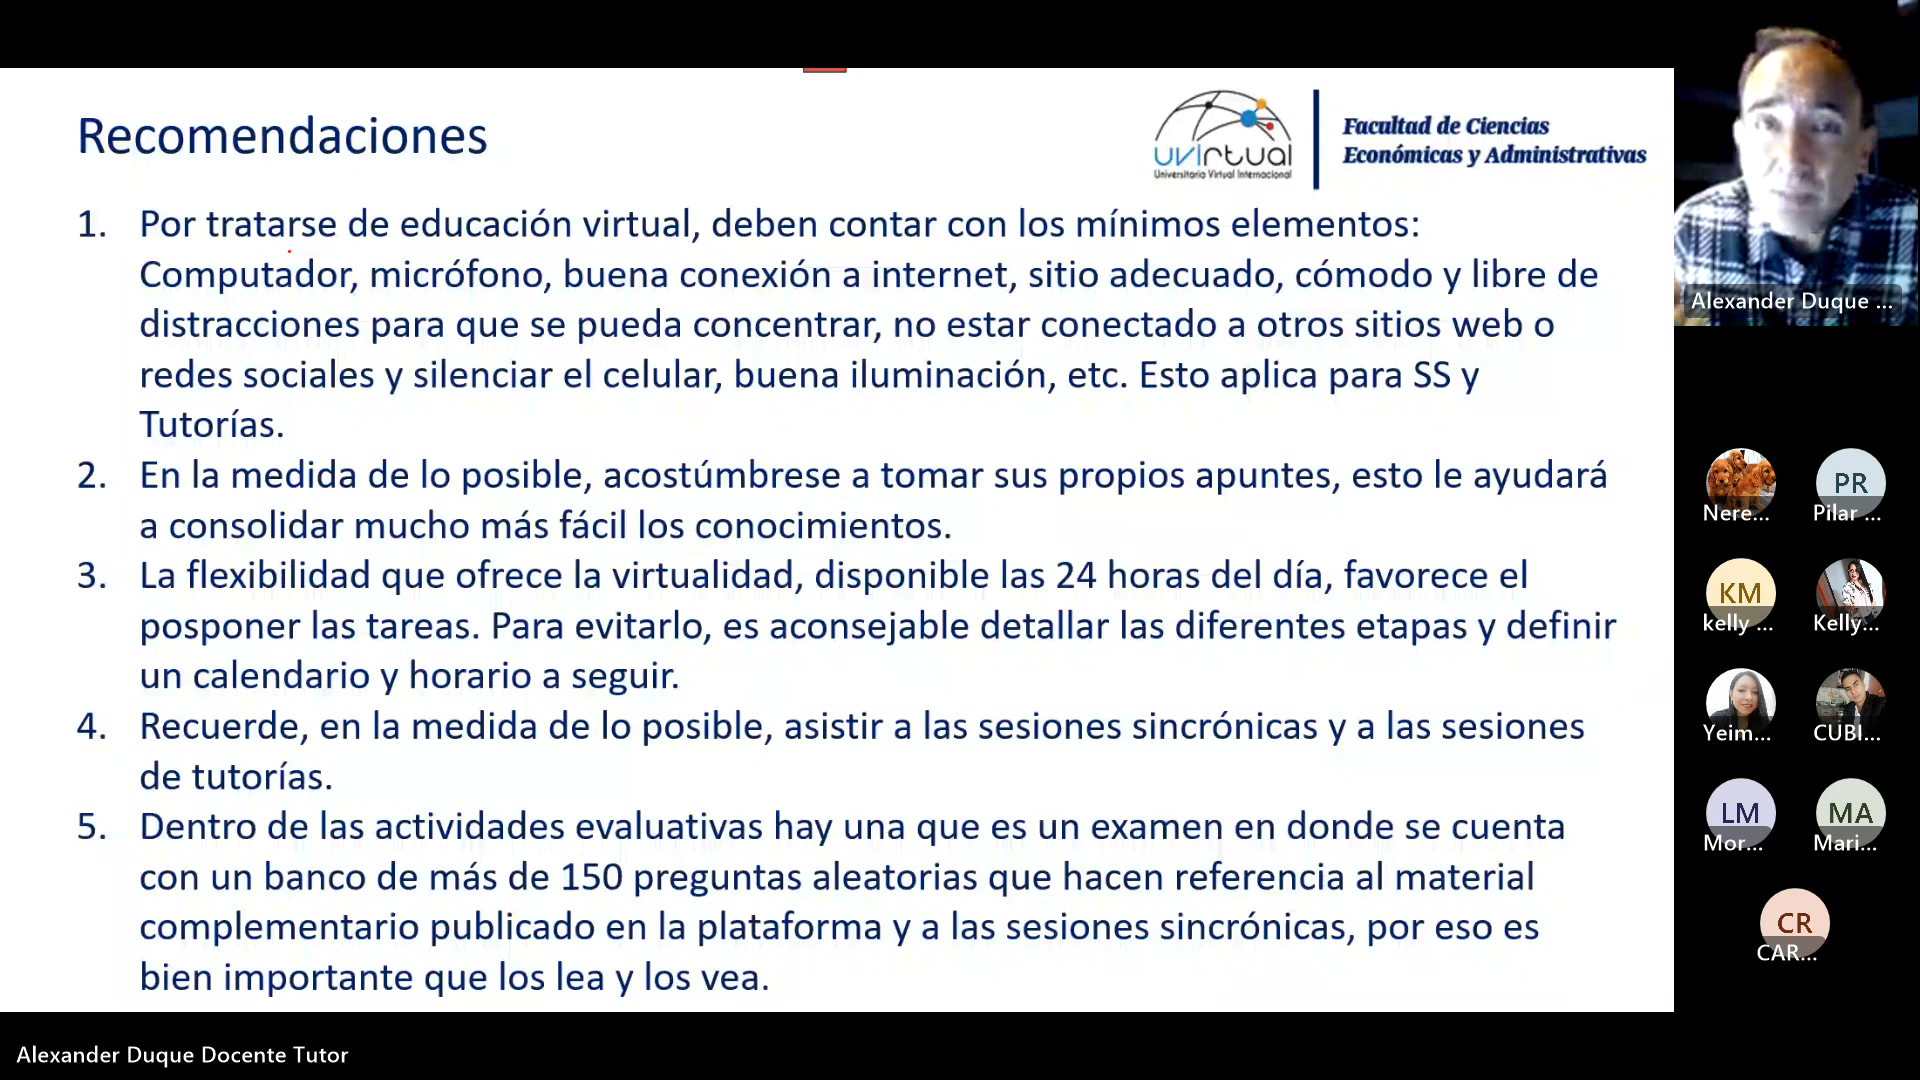 Recomendaciones
uvirtual
Universitaria Virtual Internacional
Facultad de Ciencias
Económicas y Administrativas
1. Por tratarse de educación virtual, deben contar con los mínimos elementos:
Computador, micrófono, buena conexión a internet, sitio adecuado, cómodo y libre de
distracciones para que se pueda concentrar, no estar conectado a otros sitios web o
redes sociales y silenciar el celular, buena iluminación, etc. Esto aplica para SS y
Tutorías.
2. En la medida de lo posible, acostúmbrese a tomar sus propios apuntes, esto le ayudará
a consolidar mucho más fácil los conocimientos.
3. La flexibilidad que ofrece la virtualidad, disponible las 24 horas del día, favorece el
posponer las tareas. Para evitarlo, es aconsejable detallar las diferentes etapas y definir
un calendario y horario a seguir.
4. Recuerde, en la medida de lo posible, asistir a las sesiones sincrónicas y a las sesiones
de tutorías.
5. Dentro de las actividades evaluativas hay una que es un examen en donde se cuenta
con un banco de más de 150 preguntas aleatorias que hacen referencia al material
complementario publicado en la plataforma y a las sesiones sincrónicas, por eso es
bien importante que los lea y los vea.
Alexander Duque ...
Nere...
PR
Pilar ...
KM
kelly ...
Kelly...
Yeim...
CUBI...
LM
Mor...
MA
Mari...
CR
CAR...
Alexander Duque Docente Tutor